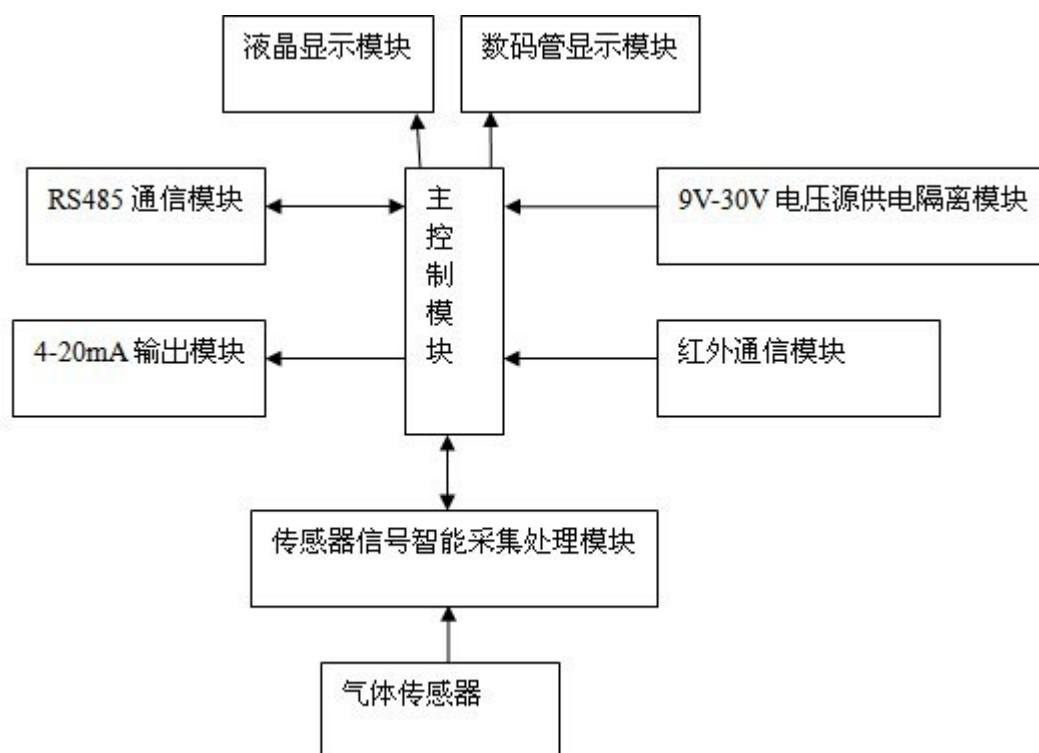 液晶显示模块
数码管显示模块
RS485 通信模块
主
控
制
模
块
9V-30V 电压源供电隔离模块
4-20mA 输出模块
红外通信模块
传感器信号智能采集处理模块
气体传感器